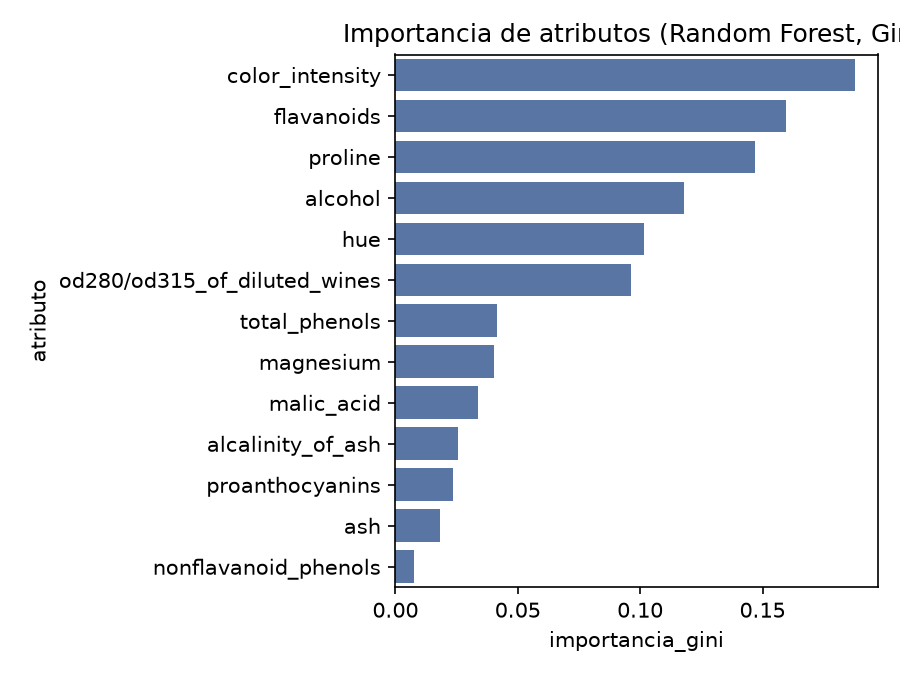 Importancia de atributos (Random Forest, Gi
color_intensity
flavanoids
proline
alcohol
hue
od280/od315_of_diluted_wines
total_phenols
magnesium
malic_acid
alcalinity_of_ash
proanthocyanins
ash
nonflavanoid_phenols
atributo
0.00 0.05 0.10 0.15
importancia_gini